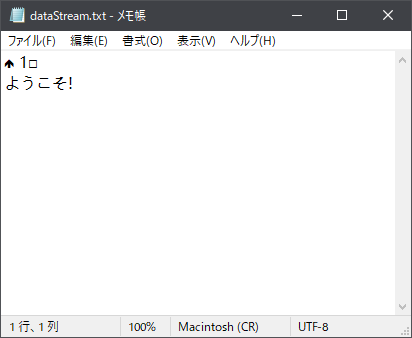 dataStream.txt - メモ帳
ファイル(F) 編集(E) 書式(O) 表示(V) ヘルプ(H)
🛧 1□
ようこそ!
1 行、1 列 100% Macintosh (CR) UTF-8